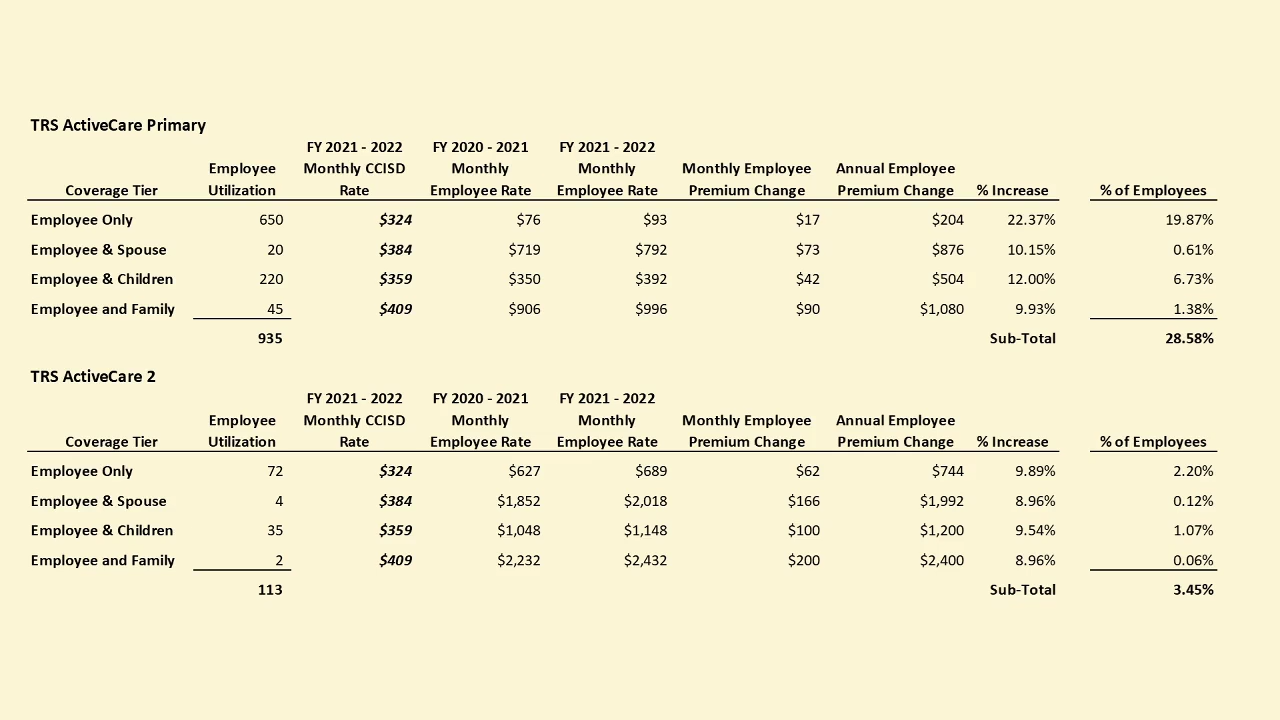 TRS ActiveCare Primary
FY 2021 - 2022 FY 2020 - 2021 FY 2021 - 2022
Employee Monthly CCISD Monthly Monthly Monthly Employee Annual Employee
Coverage Tier Utilization Rate Employee Rate Employee Rate Premium Change Premium Change % Increase % of Employees
Employee Only 650 $324 $76 $93 $17 $204 22.37% 19.87%
Employee & Spouse 20 $384 $719 $792 $73 $876 10.15% 0.61%
Employee & Children 220 $359 $350 $392 $42 $504 12.00% 6.73%
Employee and Family 45 $409 $906 $996 $90 $1,080 9.93% 1.38%
935 Sub-Total 28.58%
TRS ActiveCare 2
FY 2021 - 2022 FY 2020 - 2021 FY 2021 - 2022
Employee Monthly CCISD Monthly Monthly Monthly Employee Annual Employee
Coverage Tier Utilization Rate Employee Rate Employee Rate Premium Change Premium Change % Increase % of Employees
Employee Only 72 $324 $627 $689 $62 $744 9.89% 2.20%
Employee & Spouse 4 $384 $1,852 $2,018 $166 $1,992 8.96% 0.12%
Employee & Children 35 $359 $1,048 $1,148 $100 $1,200 9.54% 1.07%
Employee and Family 2 $409 $2,232 $2,432 $200 $2,400 8.96% 0.06%
113 Sub-Total 3.45%